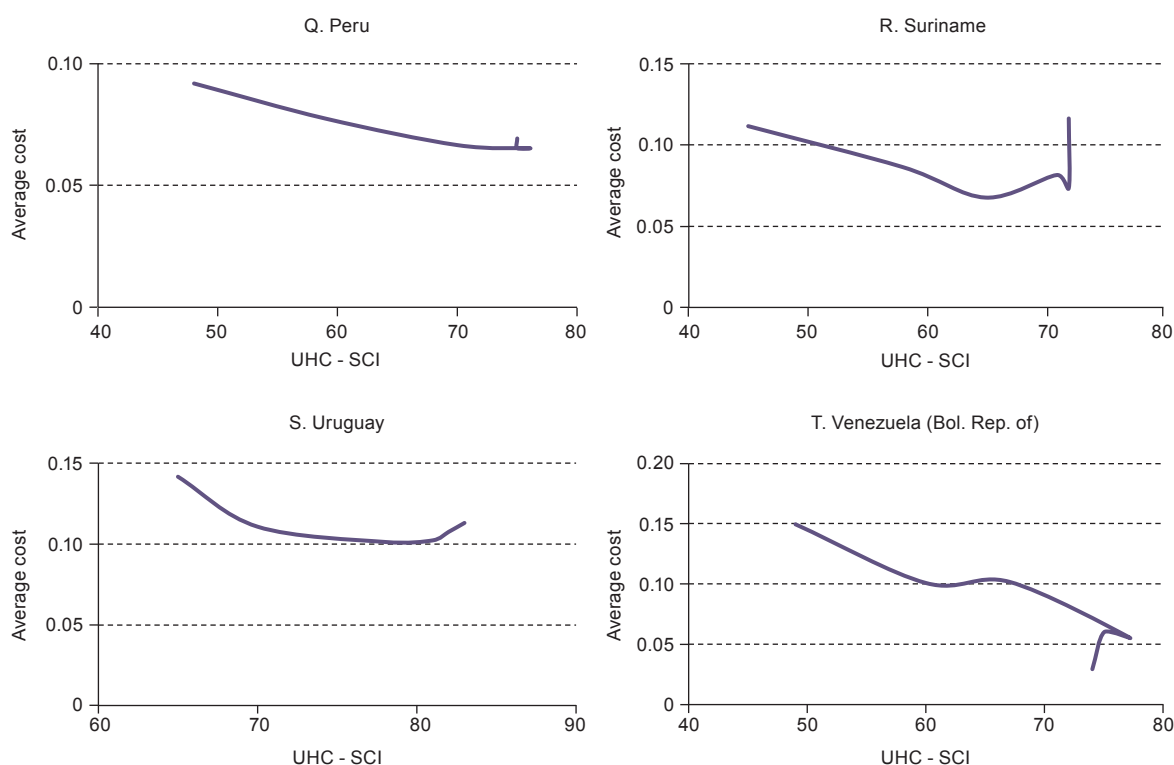 Q. Peru
0.10
0.05
0
40
50
60
70
80
Average cost
UHC - SCI
R. Suriname
0.15
0.10
0.05
0
40
50
60
70
80
Average cost
UHC - SCI
S. Uruguay
0.15
0.10
0.05
0
60
70
80
90
Average cost
UHC - SCI
T. Venezuela (Bol. Rep. of)
0.20
0.15
0.10
0.05
0
40
50
60
70
80
Average cost
UHC - SCI